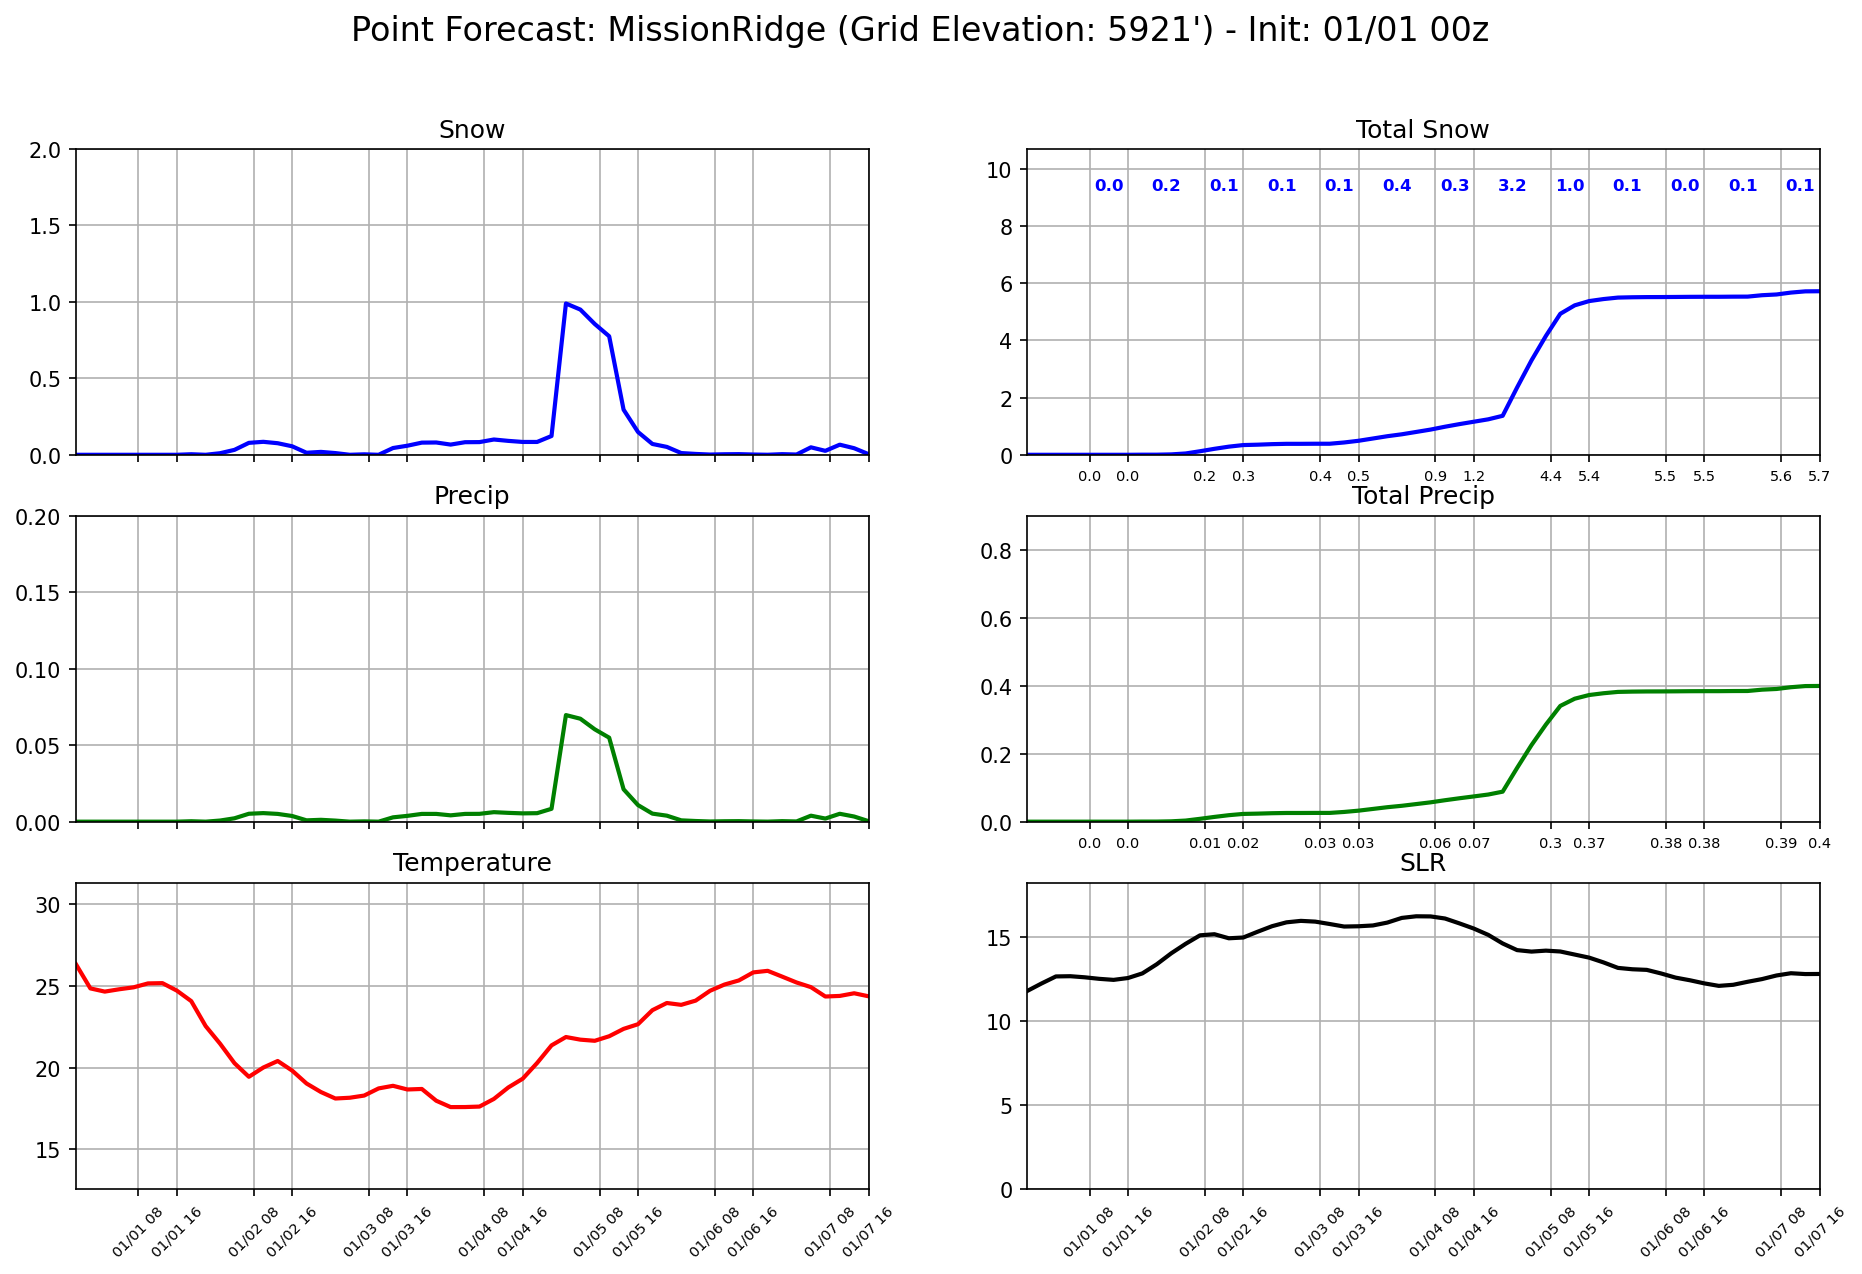 Point Forecast: MissionRidge (Grid Elevation: 5921') - Init: 01/01 00z
Snow
2.0
1.5
1.0
0.5
0.0
Total Snow
10
8
6
4
2
0
0.0 0.2 0.1 0.1 0.1 0.4 0.3 3.2 1.0 0.1 0.0 0.1 0.1
0.0 0.0 0.2 0.3 0.4 0.5 0.9 1.2 4.4 5.4 5.5 5.5 5.6 5.7
Precip
0.20
0.15
0.10
0.05
0.00
Total Precip
0.8
0.6
0.4
0.2
0.0
0.0 0.0 0.01 0.02 0.03 0.03 0.06 0.07 0.3 0.37 0.38 0.38 0.39 0.4
Temperature
30
25
20
15
01/01 08 01/01 16 01/02 08 01/02 16 01/03 08 01/03 16 01/04 08 01/04 16 01/05 08 01/05 16 01/06 08 01/06 16 01/07 08 01/07 16
SLR
15
10
5
0
01/01 08 01/01 16 01/02 08 01/02 16 01/03 08 01/03 16 01/04 08 01/04 16 01/05 08 01/05 16 01/06 08 01/06 16 01/07 08 01/07 16